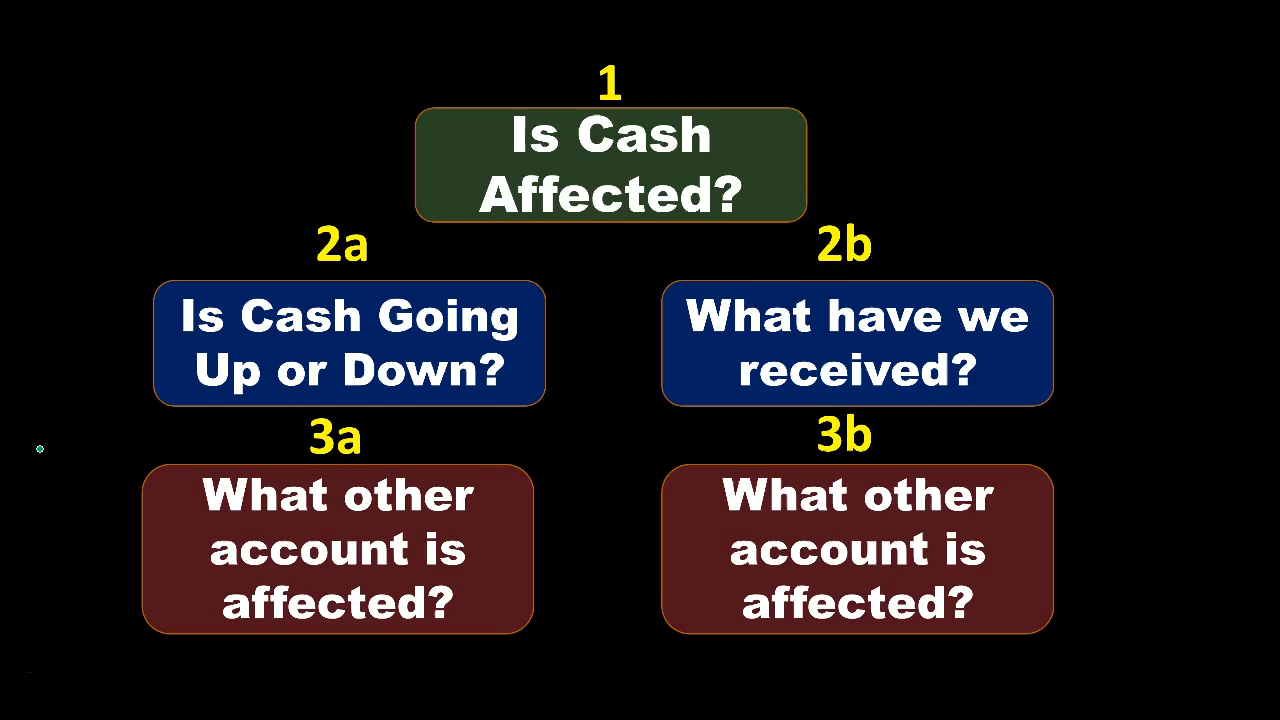 1
Is Cash
Affected?
2a
2b
Is Cash Going
Up or Down?
What have we
received?
3a
3b
What other
account is
affected?
What other
account is
affected?